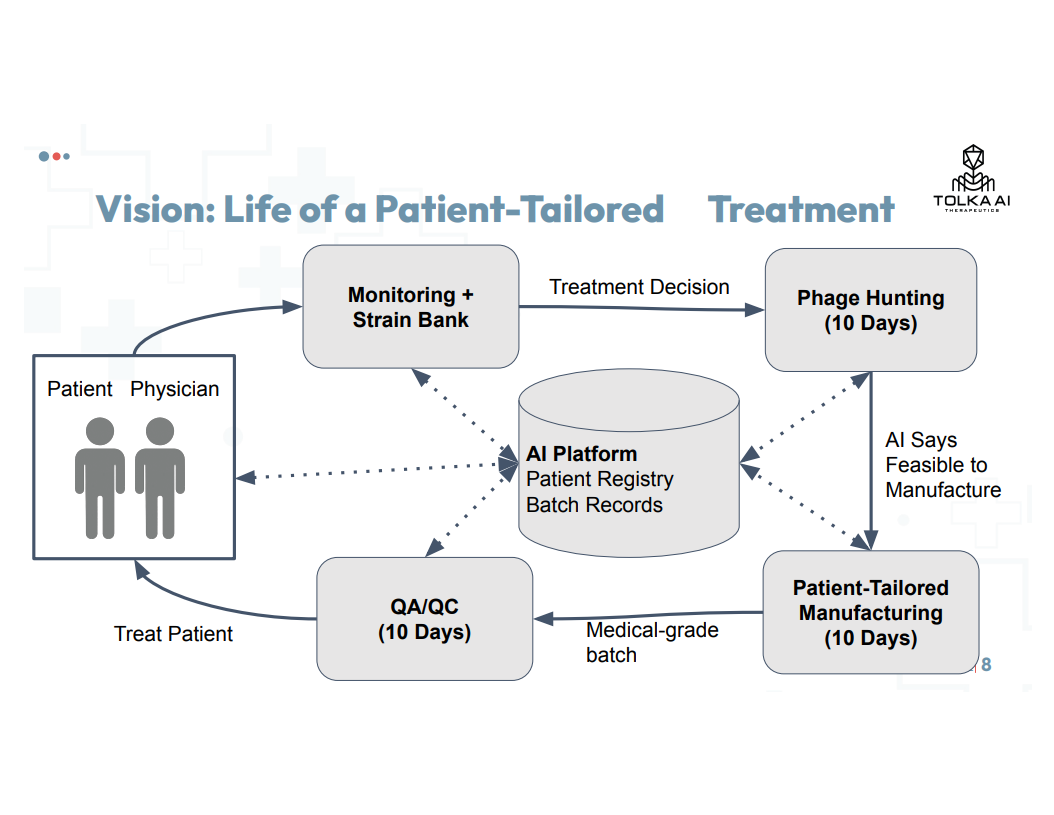 Vision: Life of a Patient-Tailored Treatment
TOLKA AI
THERAPEUTICS
Monitoring +
Strain Bank
Treatment Decision
Phage Hunting
(10 Days)
Patient Physician
AI Platform
Patient Registry
Batch Records
AI Says
Feasible to
Manufacture
QA/QC
(10 Days)
Patient-Tailored
Manufacturing
(10 Days)
Treat Patient
Medical-grade
batch
8